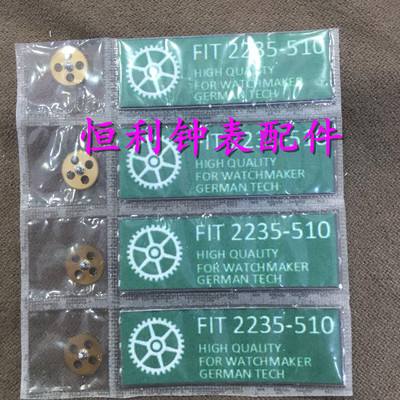 FIT 2235-510
HIGH QUALITY
FOR WATCHMAKER
GERMAN TECH
恒利钟表配件
HIGH QUALITY
FOR WATCHMAKER
GERMAN TECH
FIT 2235-510
HIGH QUALITY
FOR WATCHMAKER
GERMAN TECH
FIT 2235-510
HIGH QUALITY
FOR WATCHMAKER
GERMAN TECH